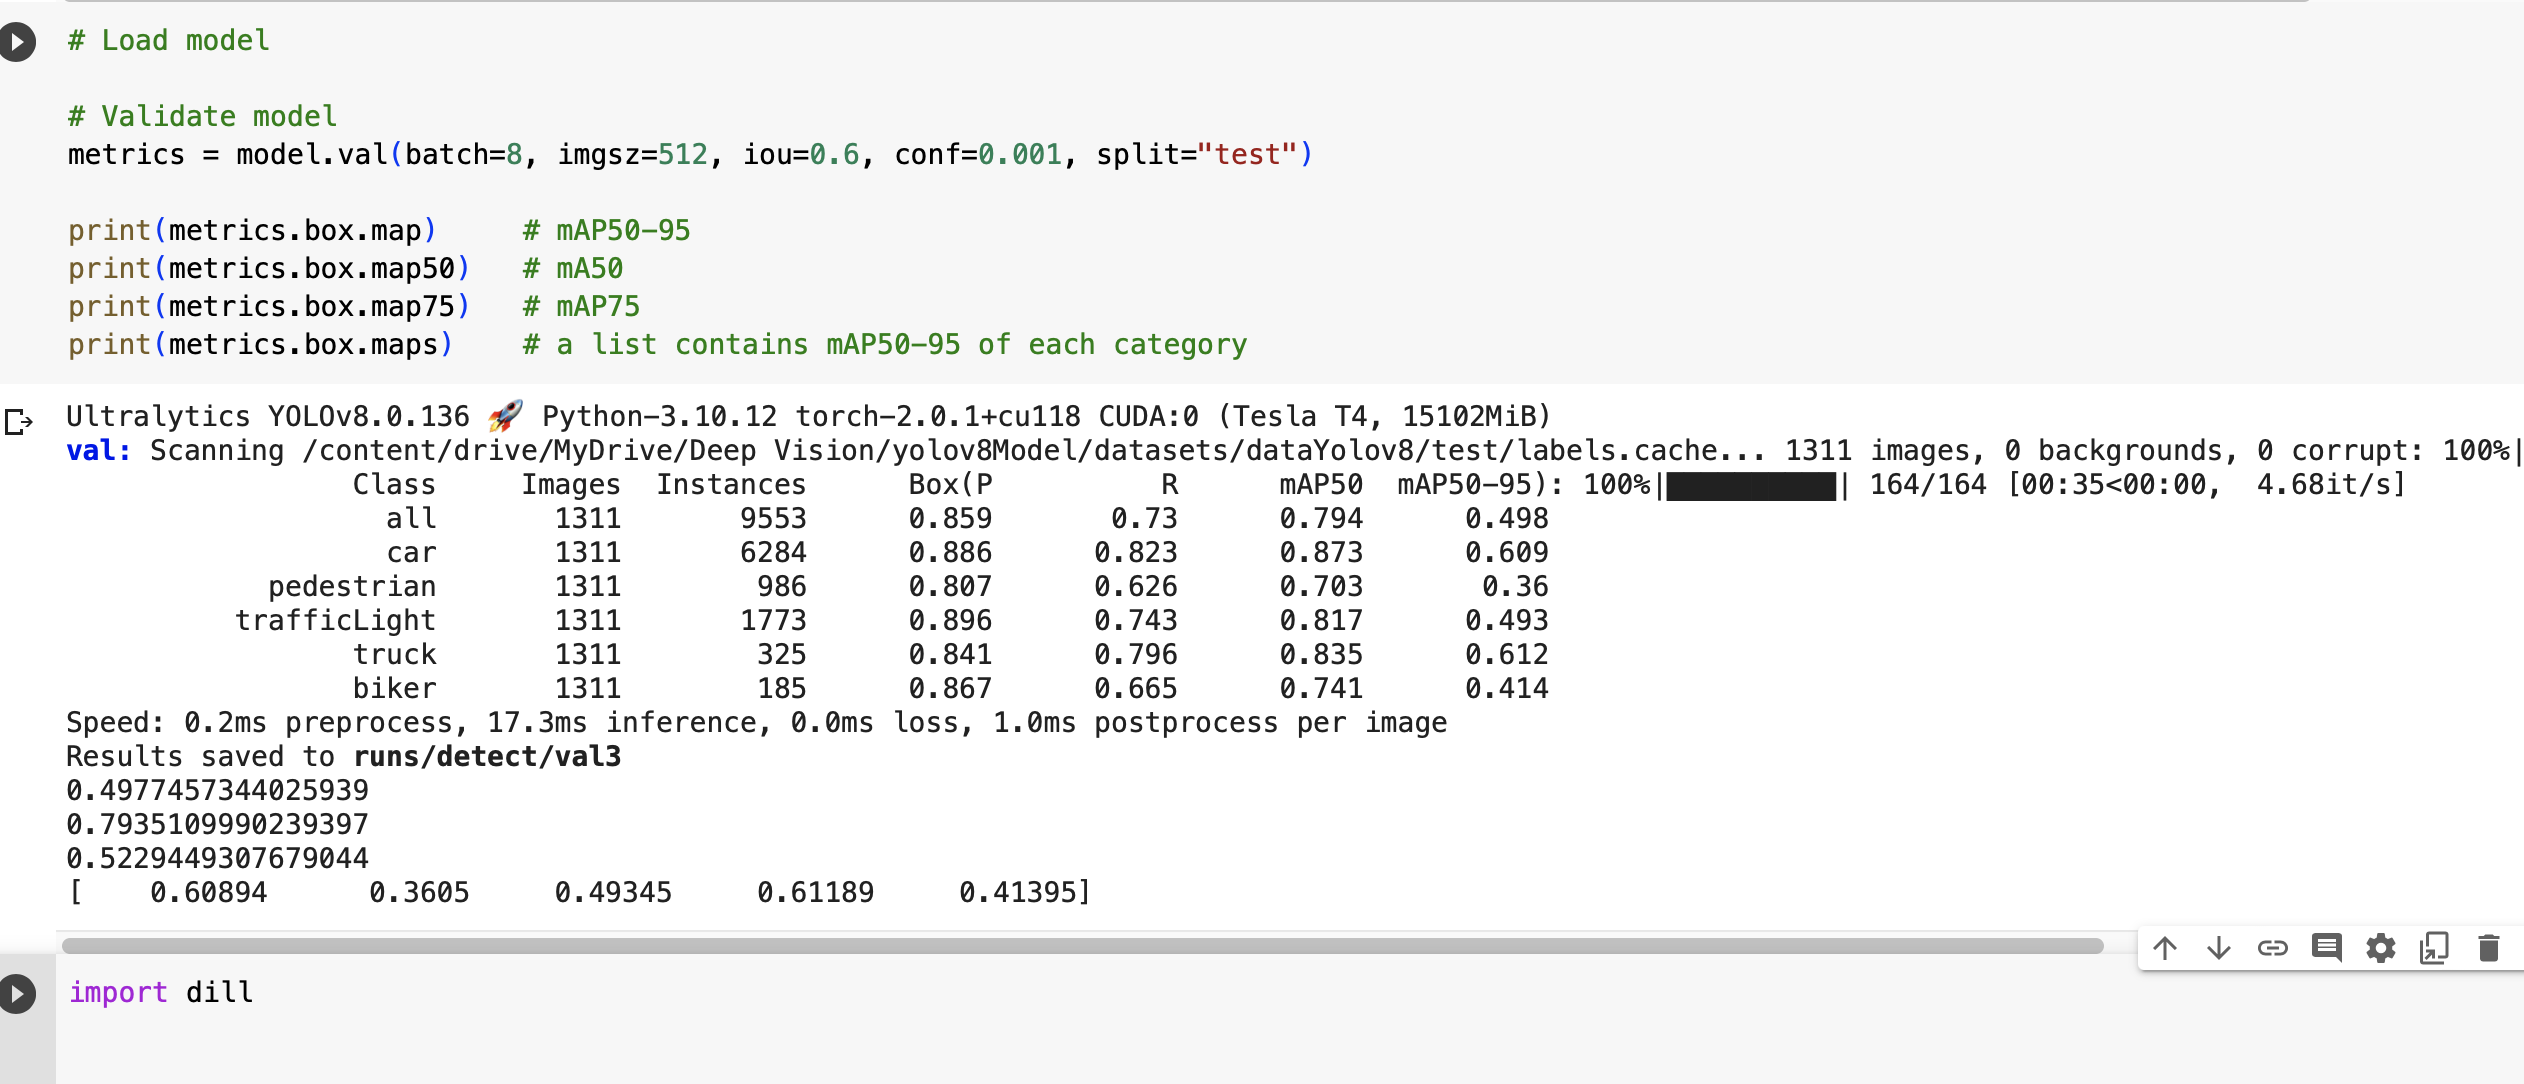 # Load model
# Validate model
metrics = model.val(batch=8, imgsz=512, iou=0.6, conf=0.001, split="test")
print(metrics.box.map)     # mAP50-95
print(metrics.box.map50)   # mA50
print(metrics.box.map75)   # mAP75
print(metrics.box.maps)    # a list contains mAP50-95 of each category
Ultralytics YOLOv8.0.136 🚀 Python-3.10.12 torch-2.0.1+cu118 CUDA:0 (Tesla T4, 15102MiB)
val: Scanning /content/drive/MyDrive/Deep Vision/yolov8Model/datasets/dataYolov8/test/labels.cache... 1311 images, 0 backgrounds, 0 corrupt: 100%|
Class Images Instances Box(P R mAP50 mAP50-95): 100%|██████████| 164/164 [00:35<00:00, 4.68it/s]
all 1311 9553 0.859 0.73 0.794 0.498
car 1311 6284 0.886 0.823 0.873 0.609
pedestrian 1311 986 0.807 0.626 0.703 0.36
trafficLight 1311 1773 0.896 0.743 0.817 0.493
truck 1311 325 0.841 0.796 0.835 0.612
biker 1311 185 0.867 0.665 0.741 0.414
Speed: 0.2ms preprocess, 17.3ms inference, 0.0ms loss, 1.0ms postprocess per image
Results saved to runs/detect/val3
0.4977457344025939
0.7935109990239397
0.5229449307679044
[    0.60894      0.3605     0.49345     0.61189     0.41395]
import dill